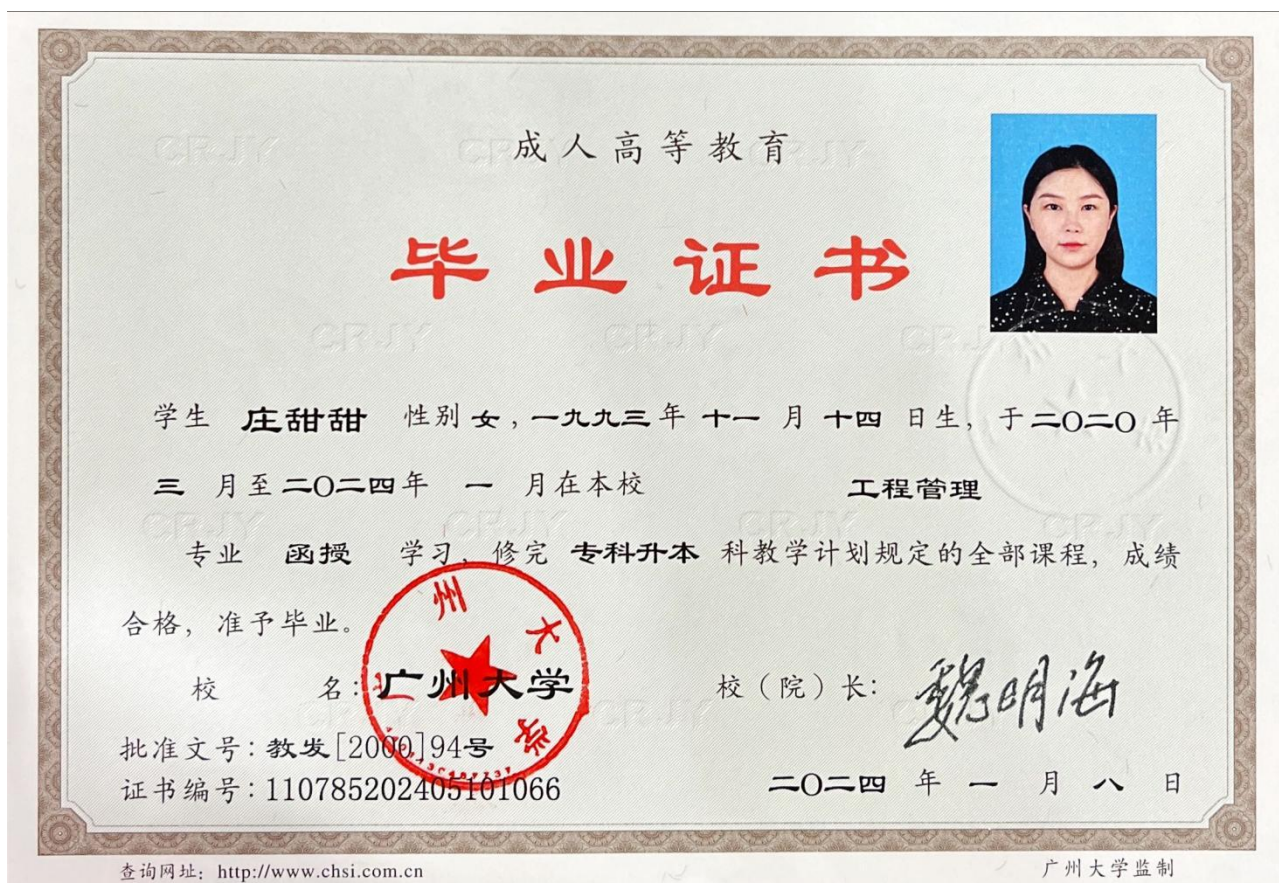 成人高等教育
毕业证书
学生 庄甜甜 性别 女，一九九三年 十一 月 十四 日生，于二〇二〇年
三 月至二〇二四年 一 月在本校 工程管理
专业 函授 学习，修完 专科升本 科教学计划规定的全部课程，成绩
合格，准予毕业。
校 名：广州大学 校（院）长：魏明海
批准文号：教发[2000]94号
证书编号：110785202405101066 二〇二四 年 一 月 八 日
查询网址：http://www.chsi.com.cn 广州大学监制
CRJY
广州大学